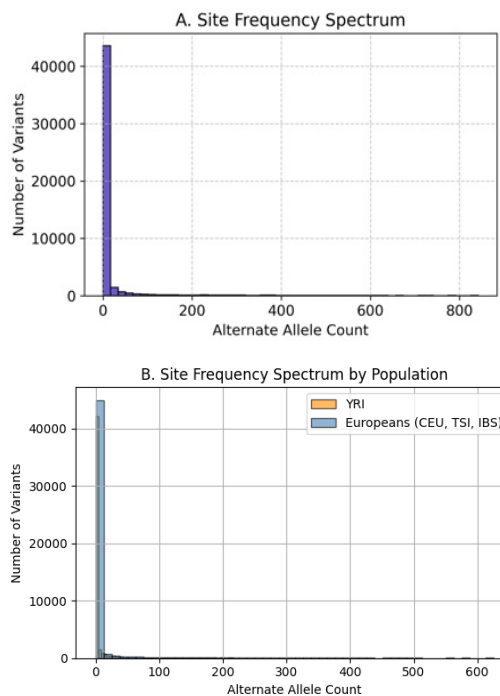 A. Site Frequency Spectrum
40000
30000
20000
10000
0
Number of Variants
0 200 400 600 800
Alternate Allele Count
B. Site Frequency Spectrum by Population
YRI
Europeans (CEU, TSI, IBS)
40000
30000
20000
10000
0
Number of Variants
0 100 200 300 400 500 600
Alternate Allele Count